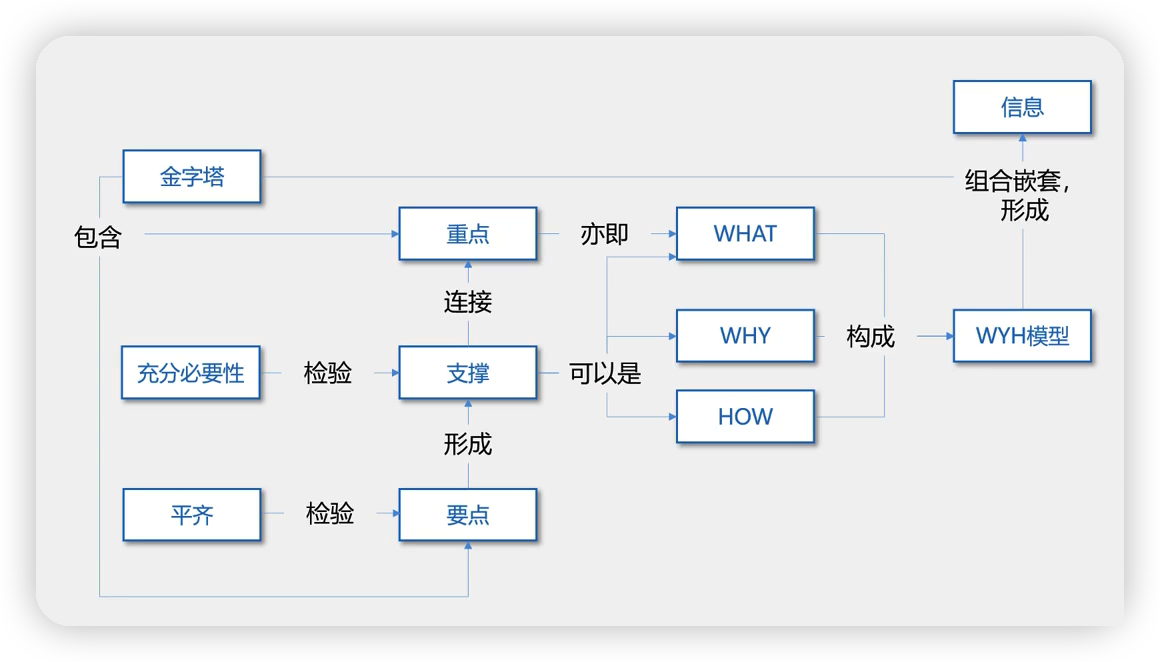 信息
金字塔
组合嵌套，
形成
包含
重点
亦即
WHAT
连接
WHY
构成
WYH模型
充分必要性
检验
支撑
可以是
HOW
形成
平齐
检验
要点